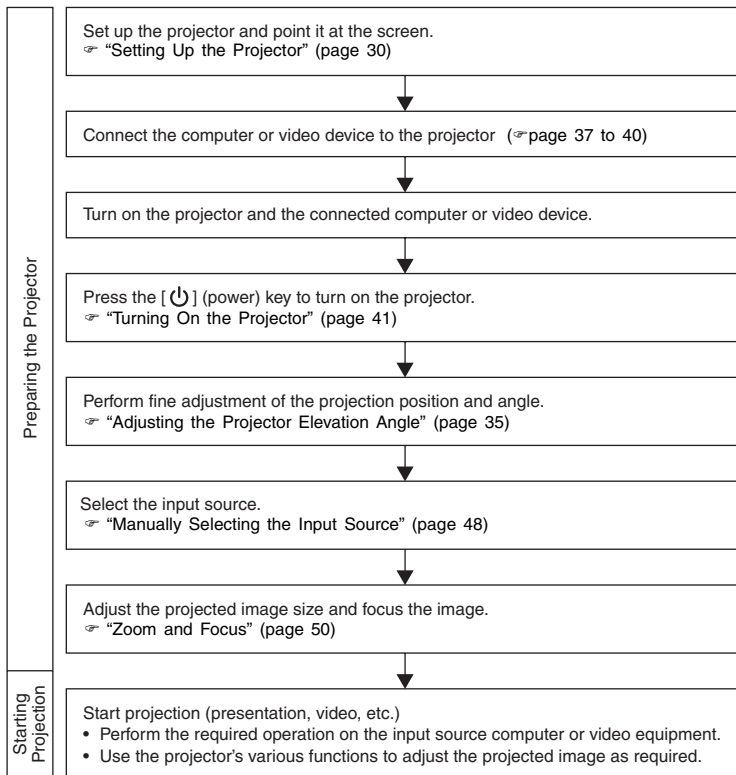 Preparing the Projector
Set up the projector and point it at the screen.
☞ “Setting Up the Projector” (page 30)
Connect the computer or video device to the projector (☞page 37 to 40)
Turn on the projector and the connected computer or video device.
Press the [⏻] (power) key to turn on the projector.
☞ “Turning On the Projector” (page 41)
Perform fine adjustment of the projection position and angle.
☞ “Adjusting the Projector Elevation Angle” (page 35)
Select the input source.
☞ “Manually Selecting the Input Source” (page 48)
Adjust the projected image size and focus the image.
☞ “Zoom and Focus” (page 50)
Starting
Projection
Start projection (presentation, video, etc.)
• Perform the required operation on the input source computer or video equipment.
• Use the projector’s various functions to adjust the projected image as required.